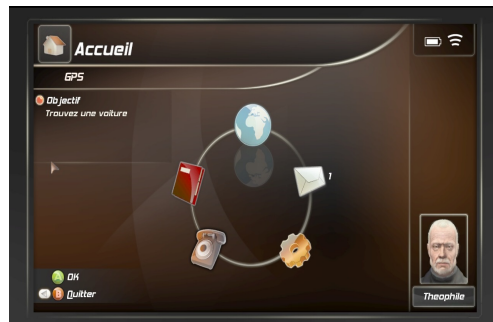 Accueil
GPS
Objectif
Trouvez une voiture
1
A OK
B Quitter
Theophile